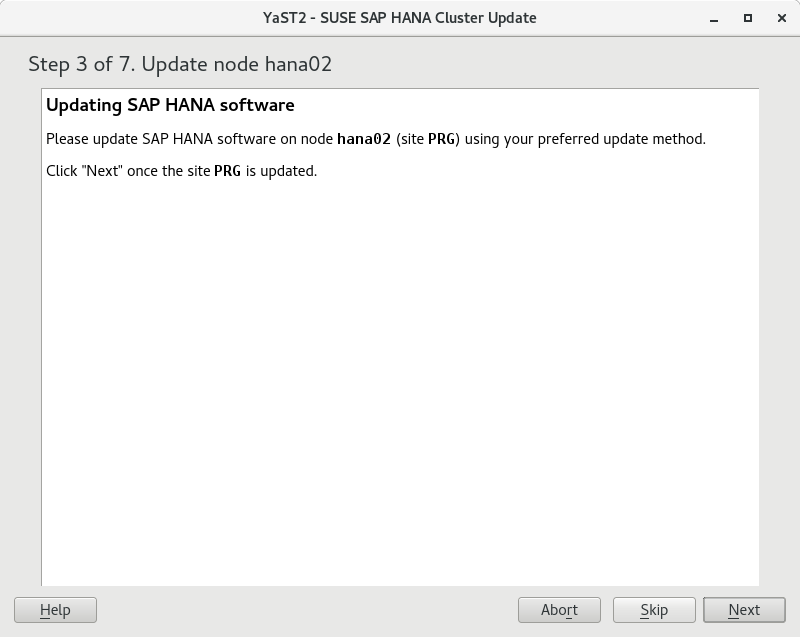 YaST2 - SUSE SAP HANA Cluster Update
Step 3 of 7. Update node hana02
Updating SAP HANA software
Please update SAP HANA software on node hana02 (site PRG) using your preferred update method.
Click "Next" once the site PRG is updated.
Help Abort Skip Next